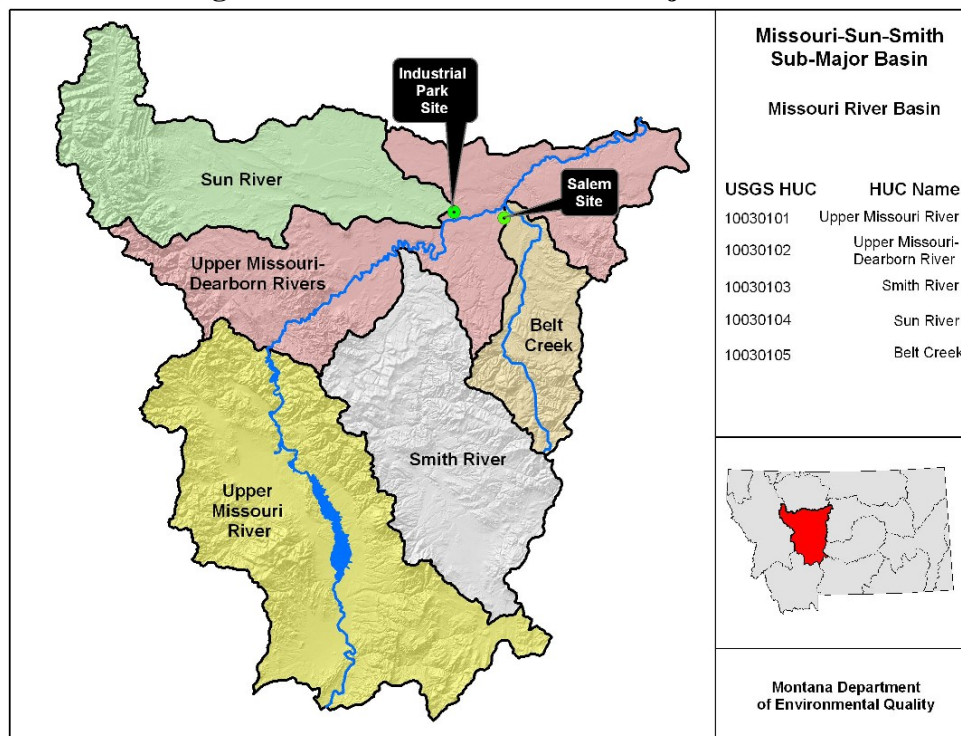 Industrial
Park
Site
Salem
Site
Sun River
Upper Missouri-
Dearborn Rivers
Belt
Creek
Smith River
Upper
Missouri
River
Missouri-Sun-Smith
Sub-Major Basin
Missouri River Basin
USGS HUC HUC Name
10030101 Upper Missouri River
10030102 Upper Missouri-
Dearborn River
10030103 Smith River
10030104 Sun River
10030105 Belt Creek
Montana Department
of Environmental Quality